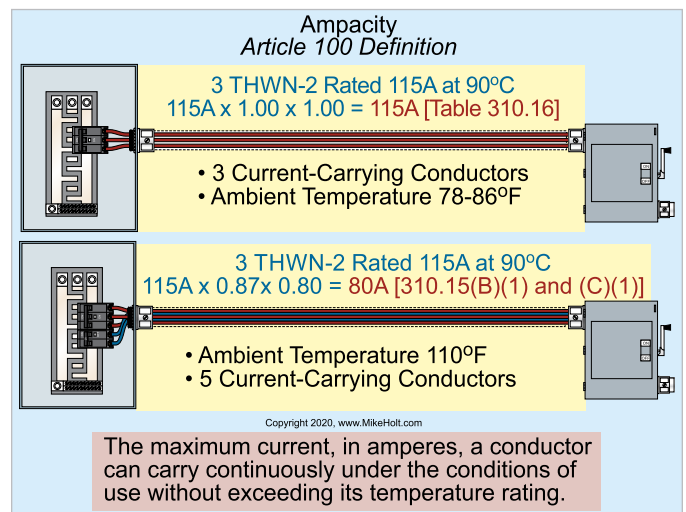 Ampacity
Article 100 Definition
3 THWN-2 Rated 115A at 90ºC
115A x 1.00 x 1.00 = 115A [Table 310.16]
• 3 Current-Carrying Conductors
• Ambient Temperature 78-86ºF
3 THWN-2 Rated 115A at 90ºC
115A x 0.87x 0.80 = 80A [310.15(B)(1) and (C)(1)]
• Ambient Temperature 110ºF
• 5 Current-Carrying Conductors
Copyright 2020, www.MikeHolt.com
The maximum current, in amperes, a conductor
can carry continuously under the conditions of
use without exceeding its temperature rating.